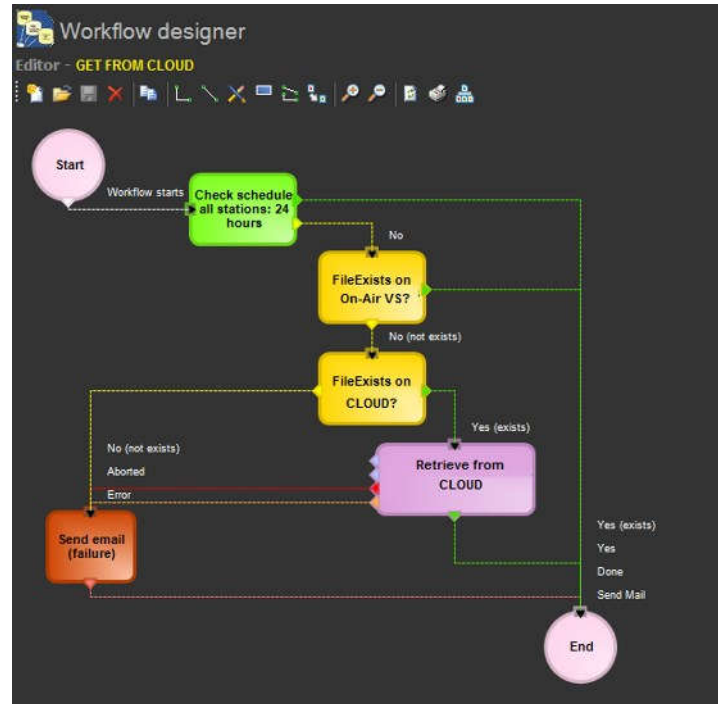 Workflow designer
Editor - GET FROM CLOUD
Start
Workflow starts
Check schedule
all stations: 24
hours
No
FileExists on
On-Air VS?
No (not exists)
FileExists on
CLOUD?
Yes (exists)
No (not exists)
Aborted
Error
Retrieve from
CLOUD
Send email
(failure)
Yes (exists)
Yes
Done
Send Mail
End